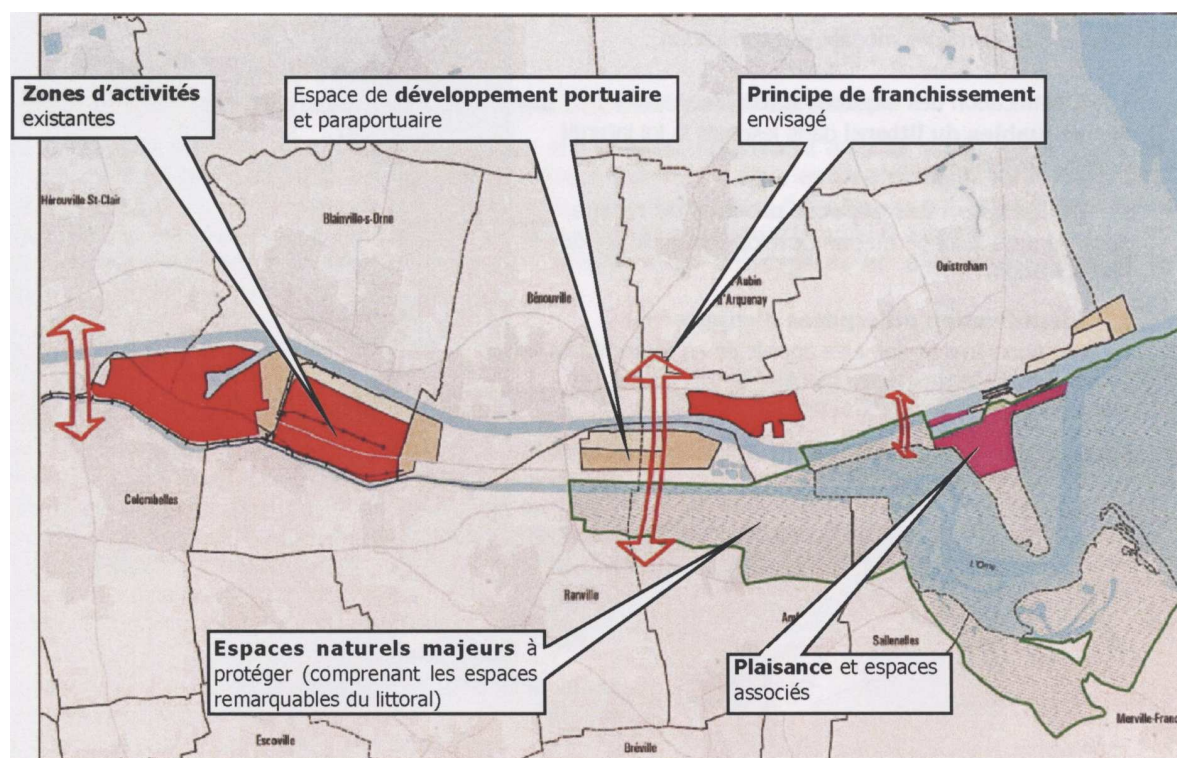 Zones d'activités
existantes
Espace de développement portuaire
et paraportuaire
Principe de franchissement
envisagé
Hérouville St-Clair
Blainville-s-Orne
Bénouville
Aubin
d'Arquenay
Ouistreham
Colombelles
L'Orne
Ranville
Sallenelles
Espaces naturels majeurs à
protéger (comprenant les espaces
remarquables du littoral)
Plaisance et espaces
associés
Merville-Franc
Escoville
Bréville